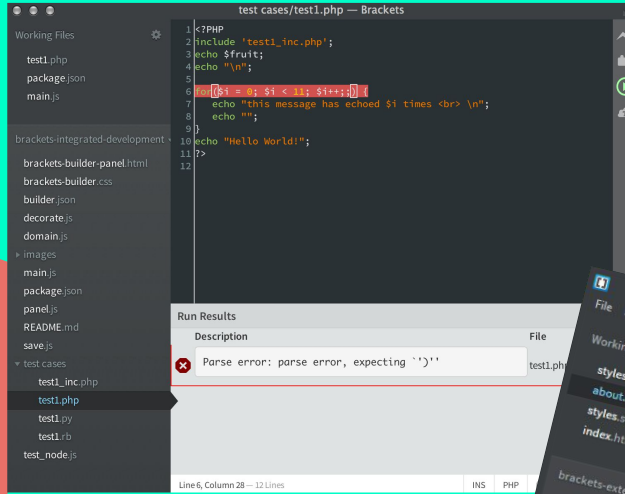 test cases/test1.php — Brackets
Working Files
test1.php
package.json
main.js
brackets-integrated-development
brackets-builder-panel.html
brackets-builder.css
builder.json
decorate.js
domain.js
images
main.js
package.json
panel.js
README.md
save.js
test cases
test1_inc.php
test1.php
test1.py
test1.rb
test_node.js
1 <?PHP
2 include 'test1_inc.php';
3 echo $fruit;
4 echo "\n";
5
6 for($i = 0; $i < 11; $i++;;) {
7 echo "this message has echoed $i times <br> \n";
8 echo "";
9 }
10 echo "Hello World!";
11 ?>
12
Run Results
Description File
Parse error: parse error, expecting `')'' test1.php
Line 6, Column 28 — 12 Lines INS PHP
File
Workin
styles
about.
styles.s
index.ht
brackets-exte